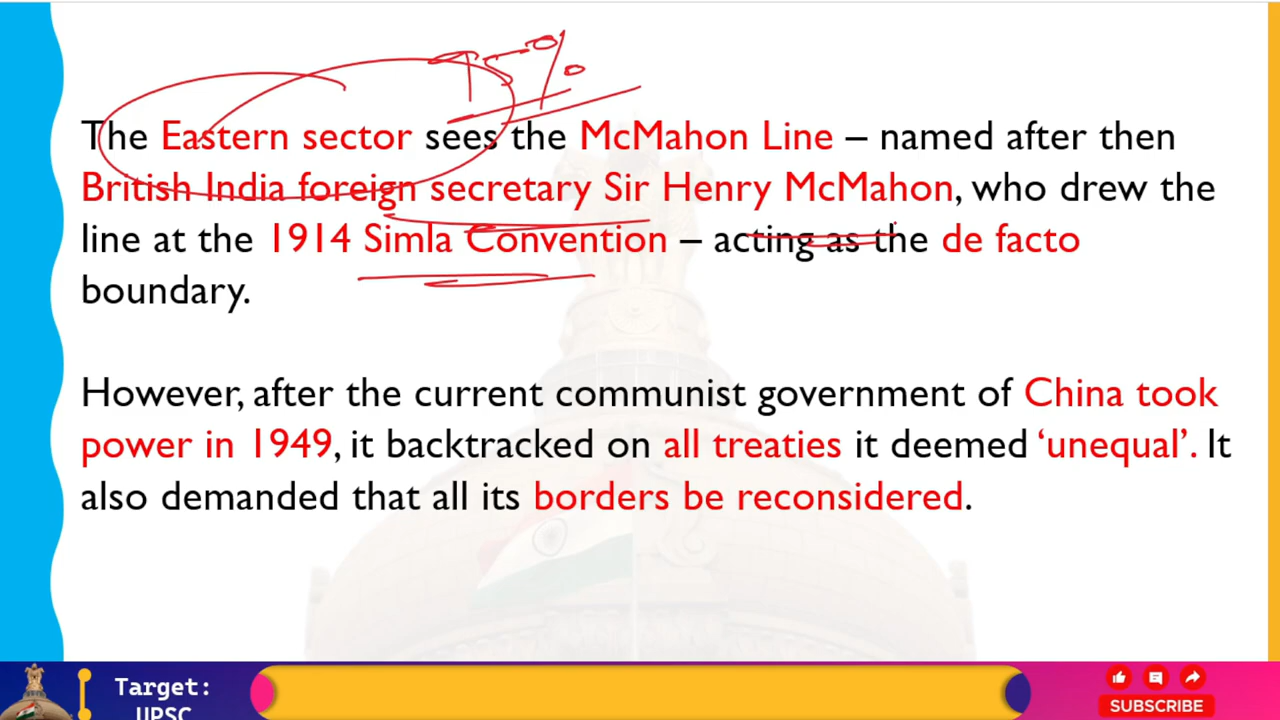 The Eastern sector sees the McMahon Line – named after then
British India foreign secretary Sir Henry McMahon, who drew the
line at the 1914 Simla Convention – acting as the de facto
boundary.
However, after the current communist government of China took
power in 1949, it backtracked on all treaties it deemed ‘unequal’. It
also demanded that all its borders be reconsidered.
Target:
UPSC
SUBSCRIBE